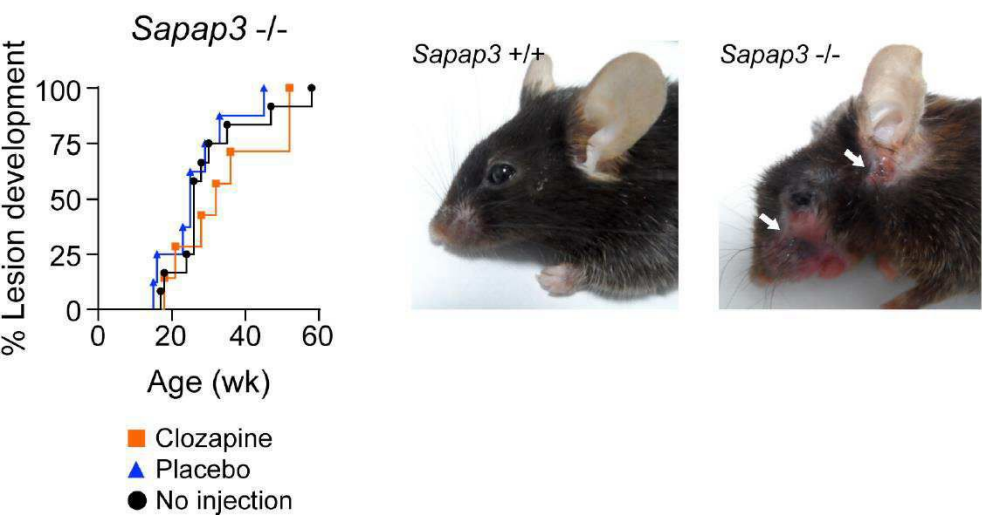 Sapap3 -/-
% Lesion development
100
75
50
25
0
0 20 40 60
Age (wk)
Clozapine
Placebo
No injection
Sapap3 +/+
Sapap3 -/-